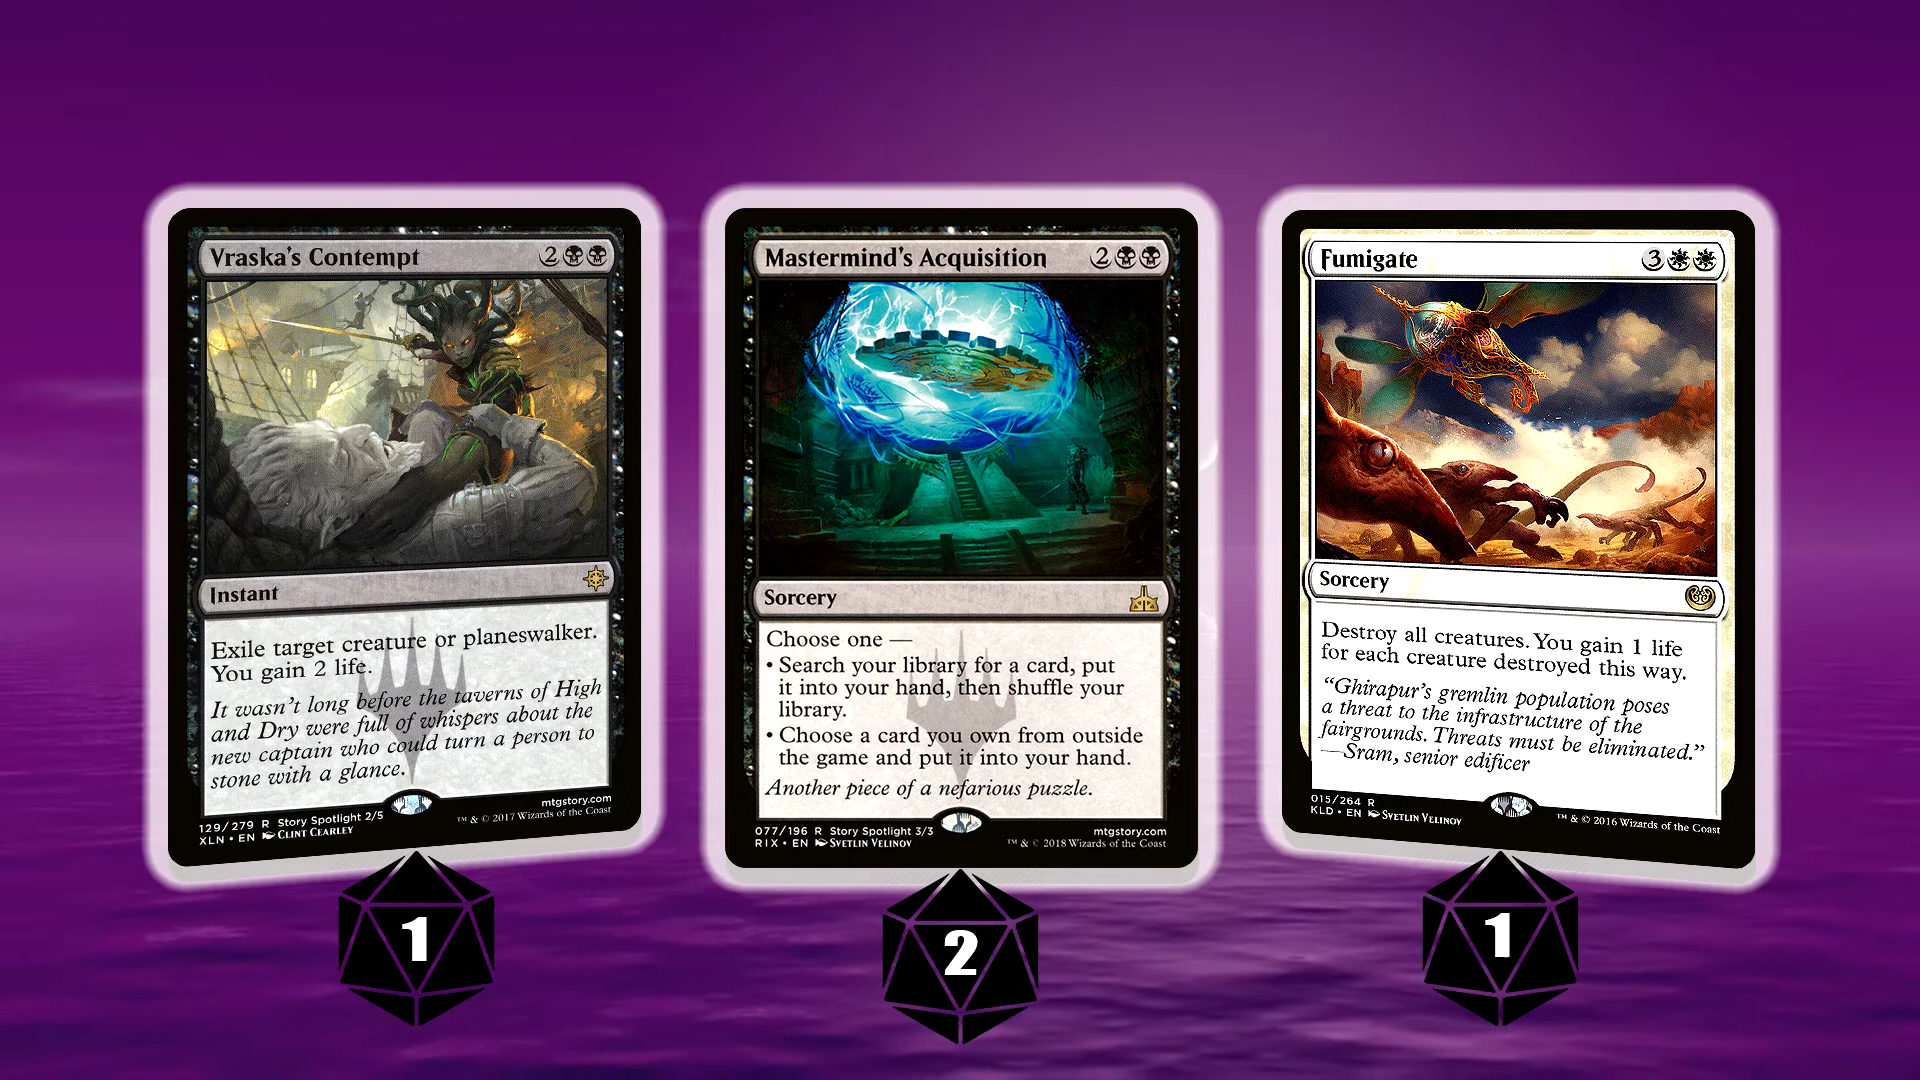 Vraska's Contempt 2
Instant
Exile target creature or planeswalker.
You gain 2 life.
It wasn't long before the taverns of High
and Dry were full of whispers about the
new captain who could turn a person to
stone with a glance.
129/279 R Story Spotlight 2/5
XLN • EN Clint Cearley
mtgstory.com
™ & © 2017 Wizards of the Coast
1
Mastermind's Acquisition 2
Sorcery
Choose one —
• Search your library for a card, put
it into your hand, then shuffle your
library.
• Choose a card you own from outside
the game and put it into your hand.
Another piece of a nefarious puzzle.
077/196 R Story Spotlight 3/3
RIX • EN Svetlin Velinov
mtgstory.com
™ & © 2018 Wizards of the Coast
2
Fumigate 3
Sorcery
Destroy all creatures. You gain 1 life
for each creature destroyed this way.
“Ghirapur's gremlin population poses
a threat to the infrastructure of the
fairgrounds. Threats must be eliminated.”
—Sram, senior edificer
015/264 R
KLD • EN Svetlin Velinov
™ & © 2016 Wizards of the Coast
1